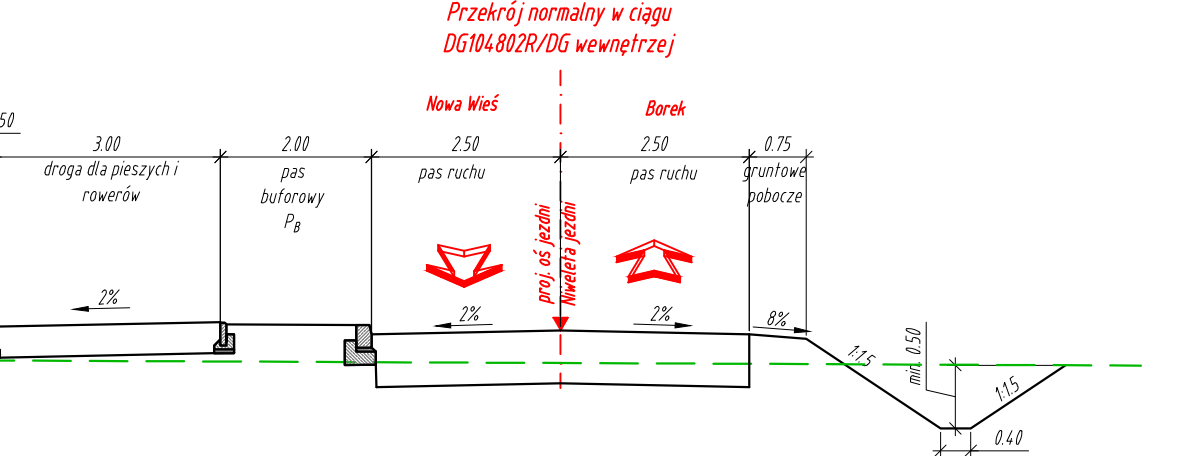 Przekrój normalny w ciągu
DG104802R/DG wewnętrzej
Nowa Wieś
Borek
50
3.00
2.00
2.50
2.50
0.75
droga dla pieszych i
rowerów
pas
buforowy
PB
pas ruchu
pas ruchu
gruntowe
pobocze
proj. oś jezdni
Niweleta jezdni
2%
2%
2%
8%
1:1.5
min. 0.50
1:1.5
0.40